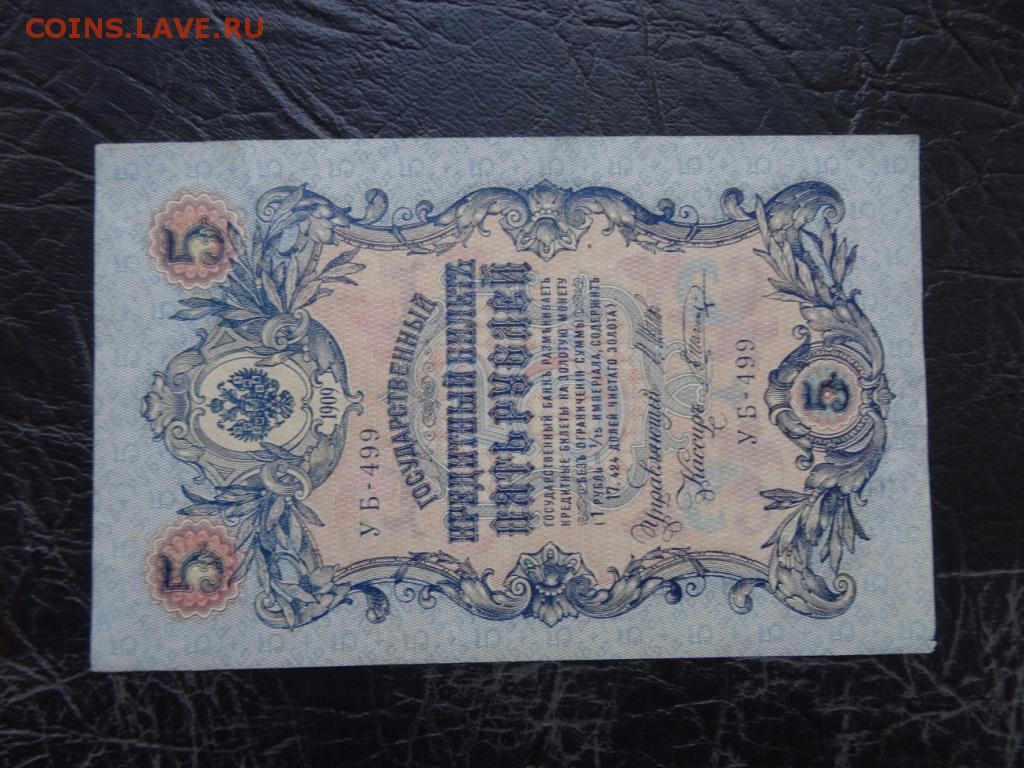 COINS.LAVE.RU
5 5
1909
УБ-499
ГОСУДАРСТВЕННЫЙ
КРЕДИТНЫЙ БИЛЕТЪ
ПЯТЬ РУБЛЕЙ
ГОСУДАРСТВЕННЫЙ БАНКЪ РАЗМѢНИВАЕТЪ
КРЕДИТНЫЕ БИЛЕТЫ НА ЗОЛОТУЮ МОНЕТУ
БЕЗЪ ОГРАНИЧЕНІЯ СУММЫ
(1 РУБЛЬ = 1/15 ИМПЕРІАЛА, СОДЕРЖИТЪ
17,424 ДОЛЕЙ ЧИСТАГО ЗОЛОТА)
Управляющій
Кассиръ
УБ-499
5